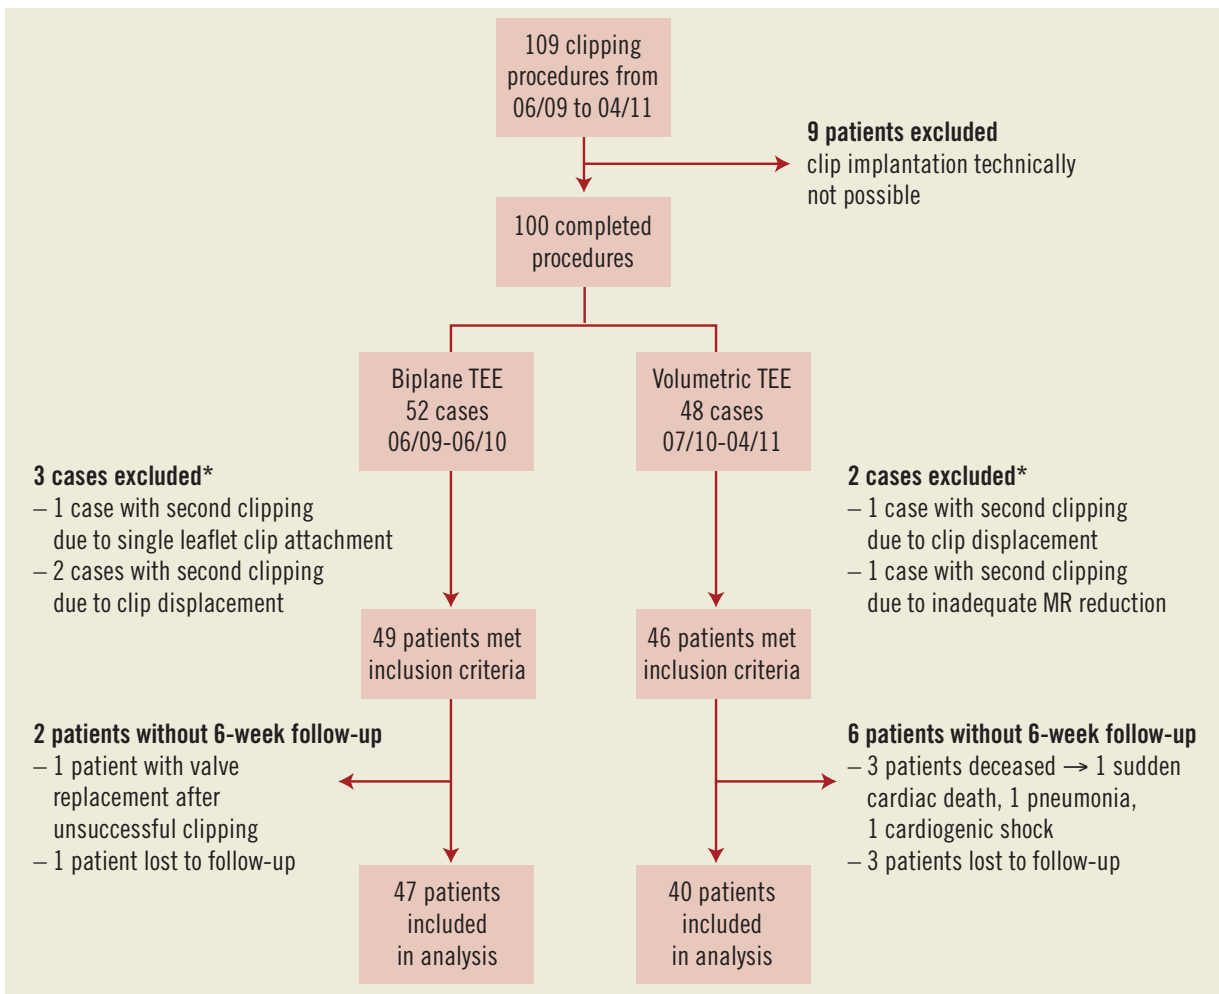 109 clipping
procedures from
06/09 to 04/11
9 patients excluded
clip implantation technically
not possible
100 completed
procedures
Biplane TEE
52 cases
06/09-06/10
Volumetric TEE
48 cases
07/10-04/11
3 cases excluded*
– 1 case with second clipping
due to single leaflet clip attachment
– 2 cases with second clipping
due to clip displacement
2 cases excluded*
– 1 case with second clipping
due to clip displacement
– 1 case with second clipping
due to inadequate MR reduction
49 patients met
inclusion criteria
46 patients met
inclusion criteria
2 patients without 6-week follow-up
– 1 patient with valve
replacement after
unsuccessful clipping
– 1 patient lost to follow-up
6 patients without 6-week follow-up
– 3 patients deceased → 1 sudden
cardiac death, 1 pneumonia,
1 cardiogenic shock
– 3 patients lost to follow-up
47 patients
included
in analysis
40 patients
included
in analysis